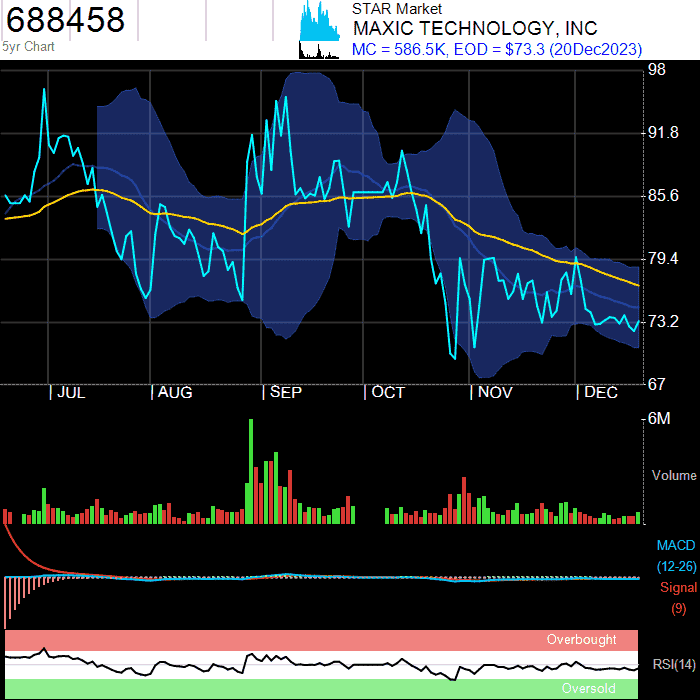 688458
STAR Market
MAXIC TECHNOLOGY, INC
5yr Chart
MC = 586.5K, EOD = $73.3 (20Dec2023)
98
91.8
85.6
79.4
73.2
67
| JUL | AUG | SEP | OCT | NOV | DEC
6M
Volume
MACD
(12-26)
Signal
(9)
Overbought
RSI(14)
Oversold